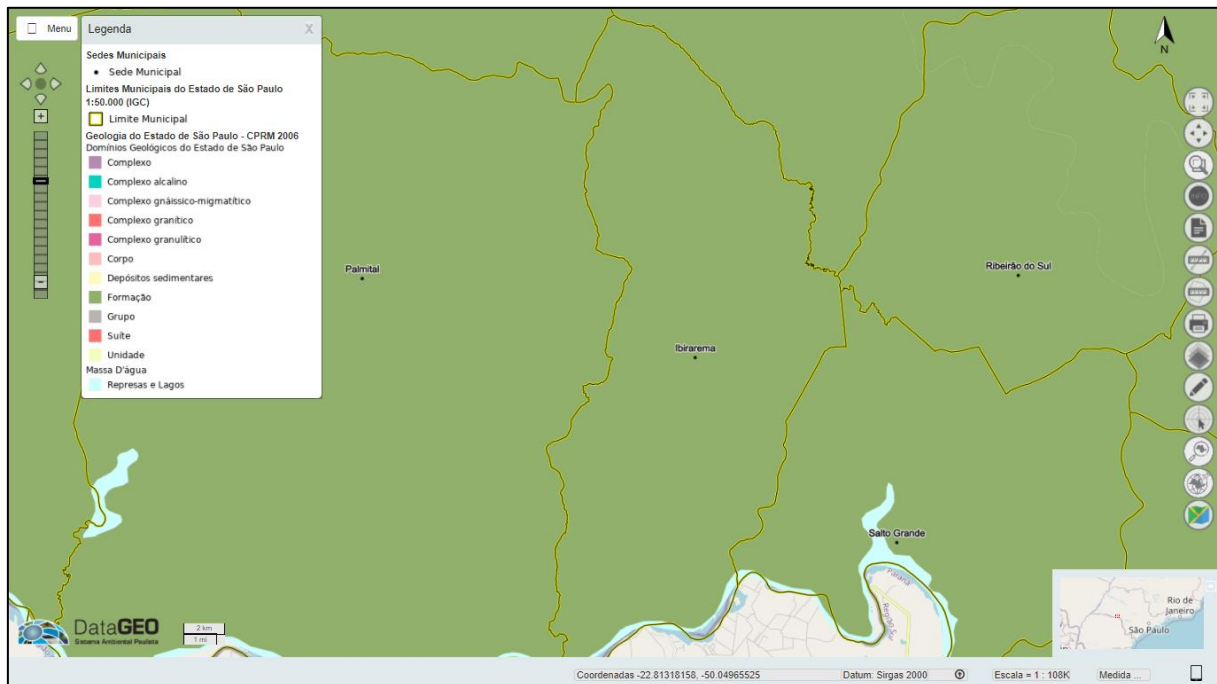 Menu
Legenda
X
Sedes Municipais
Sede Municipal
Limites Municipais do Estado de São Paulo
1:50.000 (IGC)
Limite Municipal
Geologia do Estado de São Paulo - CPRM 2006
Domínios Geológicos do Estado de São Paulo
Complexo
Complexo alcalino
Complexo gnáissico-migmatítico
Complexo granítico
Complexo granulítico
Corpo
Depósitos sedimentares
Formação
Grupo
Suíte
Unidade
Massa D'água
Represas e Lagos
N
Palmital
Ibirarema
Ribeirão do Sul
Salto Grande
Paraná
Região Sul
Rio de
Janeiro
São Paulo
DataGEO
Sistema Ambiental Paulista
2 km
1 mi
Coordenadas -22.81318158, -50.04965525
Datum: Sirgas 2000
Escala = 1 : 108K
Medida ...